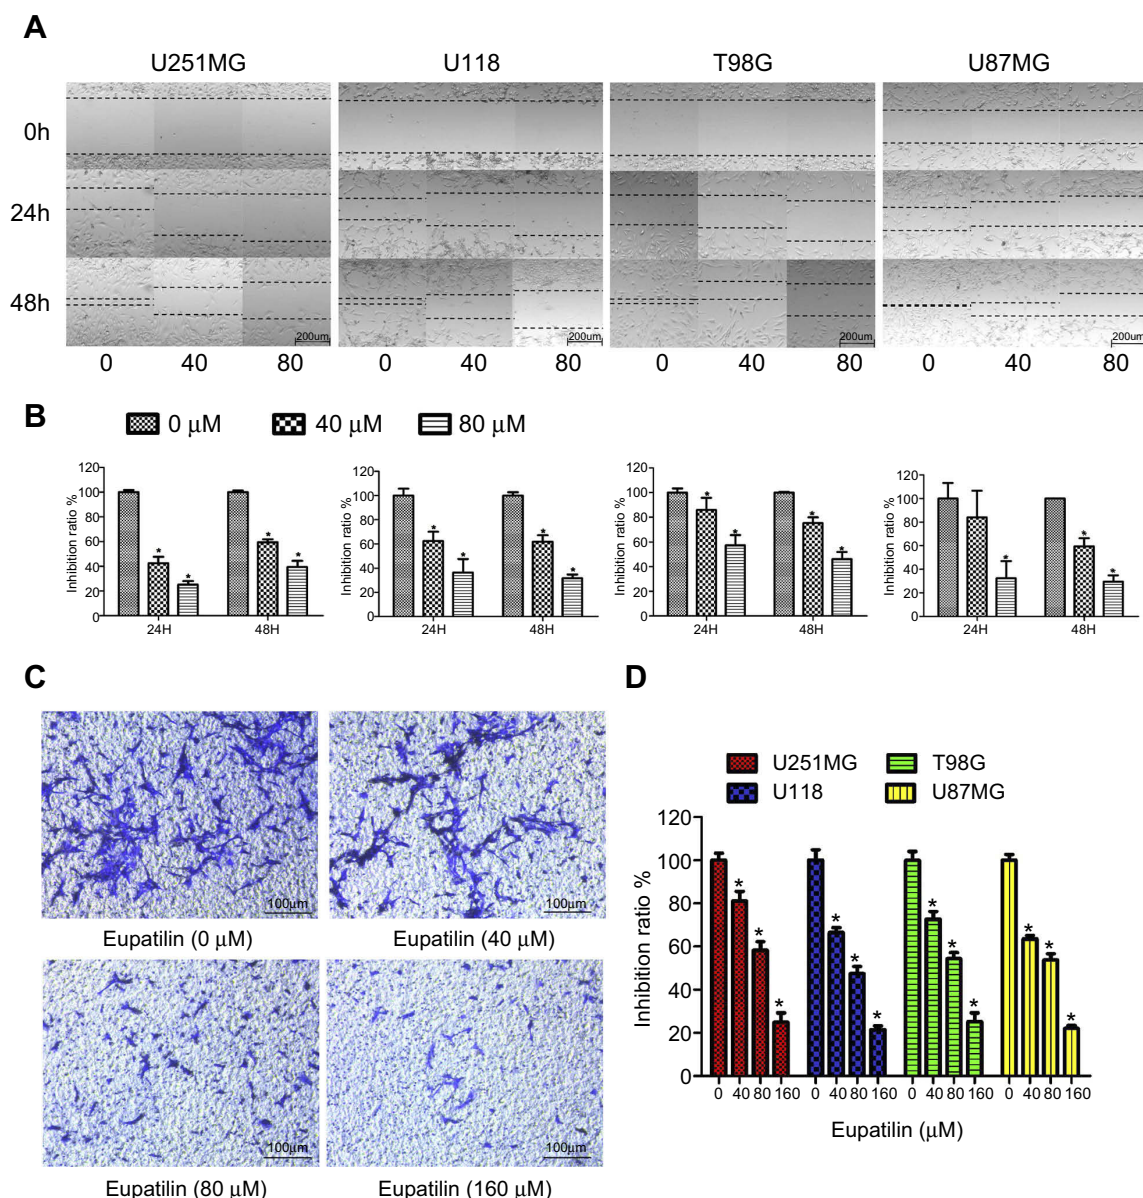 A
U251MG U118 T98G U87MG
0h
24h
48h
200um 200um 200um 200um
0 40 80 0 40 80 0 40 80 0 40 80
B
0 μM 40 μM 80 μM
Inhibition ratio %
120
100
80
60
40
20
0
* * * *
24H 48H
Inhibition ratio %
120
100
80
60
40
20
0
* * * *
24H 48H
Inhibition ratio %
120
100
80
60
40
20
0
* * * *
24H 48H
Inhibition ratio %
120
100
80
60
40
20
0
* * *
24H 48H
C
100μm 100μm
Eupatilin (0 μM) Eupatilin (40 μM)
100μm 100μm
Eupatilin (80 μM) Eupatilin (160 μM)
D
U251MG T98G
U118 U87MG
Inhibition ratio %
120
100
80
60
40
20
0
* * * * * * * * * * * *
0 40 80 160 0 40 80 160 0 40 80 160 0 40 80 160
Eupatilin (μM)